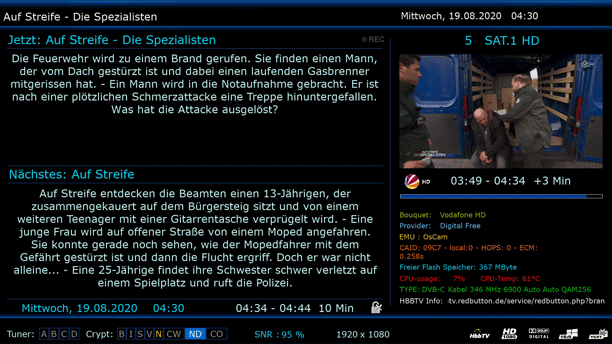 Auf Streife - Die Spezialisten
Mittwoch, 19.08.2020 04:30
Jetzt: Auf Streife - Die Spezialisten
REC
5 SAT.1 HD
Die Feuerwehr wird zu einem Brand gerufen. Sie finden einen Mann,
der vom Dach gestürzt ist und dabei einen laufenden Gasbrenner
mitgerissen hat. - Ein Mann wird in die Notaufnahme gebracht. Er ist
nach einer plötzlichen Schmerzattacke eine Treppe hinuntergefallen.
Was hat die Attacke ausgelöst?
AUF STREIFE
SPEZIALISTEN
HD
03:49 - 04:34 +3 Min
Nächstes: Auf Streife
Auf Streife entdecken die Beamten einen 13-Jährigen, der
zusammengekauert auf dem Bürgersteig sitzt und von einem
weiteren Teenager mit einer Gitarrentasche verprügelt wird. - Eine
junge Frau wird auf offener Straße von einem Moped angefahren.
Sie konnte gerade noch sehen, wie der Mopedfahrer mit dem
Gefährt gestürzt ist und dann die Flucht ergriff. Doch er war nicht
alleine... - Eine 25-Jährige findet ihre Schwester schwer verletzt auf
einem Spielplatz und ruft die Polizei.
Mittwoch, 19.08.2020 04:30
04:34 - 04:44 10 Min
Bouquet: Vodafone HD
Provider: Digital Free
EMU : OsCam
CAID: 09C7 - local:0 - HOPS: 0 - ECM:
0.258s
Freier Flash Speicher: 367 MByte
CPU-usage: 7% CPU-Temp: 61°C
TYPE: DVB-C Kabel 346 MHz 6900 Auto Auto QAM256
HBBTV Info: -tv.redbutton.de/service/redbutton.php?bran
Tuner: A B C D Crypt: B I S V N CW ND CO SNR : 95 % 1920 x 1080
HbbTV
HD
1080
DOLBY
DIGITAL